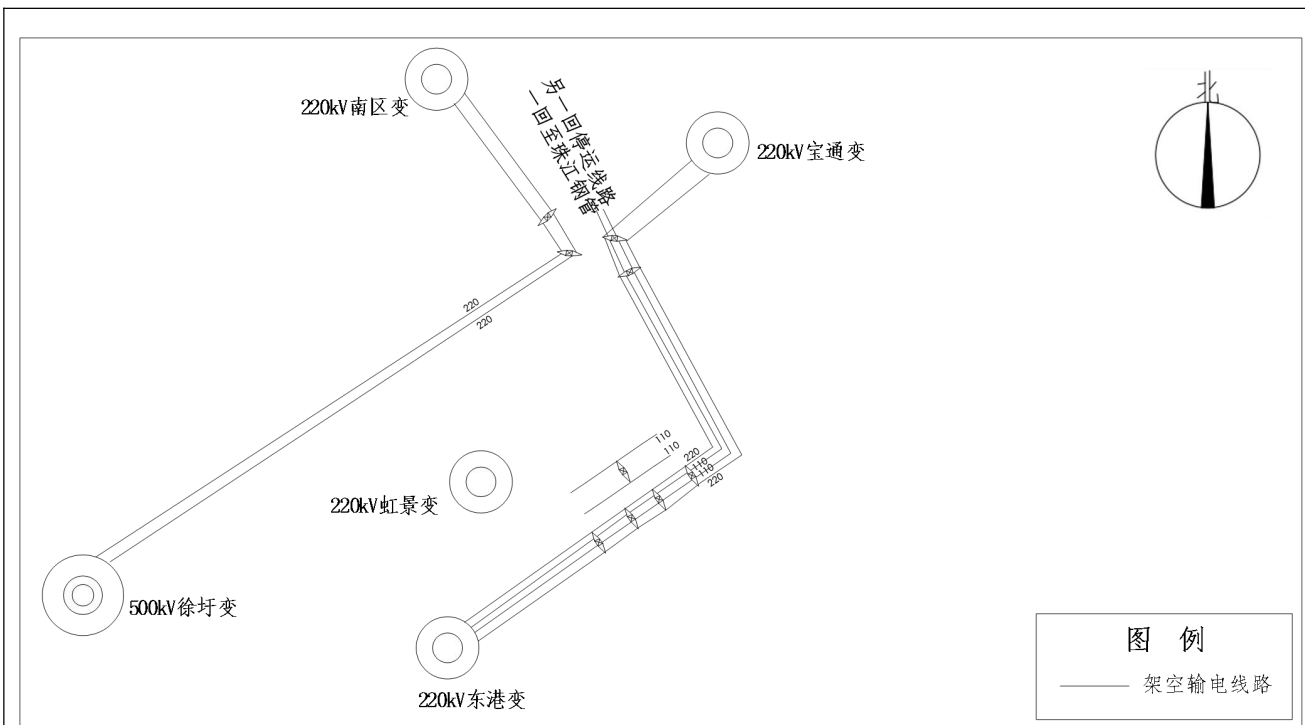 北
220kV南区变
另一回停运线路
一回至珠江钢管
220kV宝通变
220
220
110
110
220
110
110
220
220kV虹景变
500kV徐圩变
220kV东港变
图 例
架空输电线路